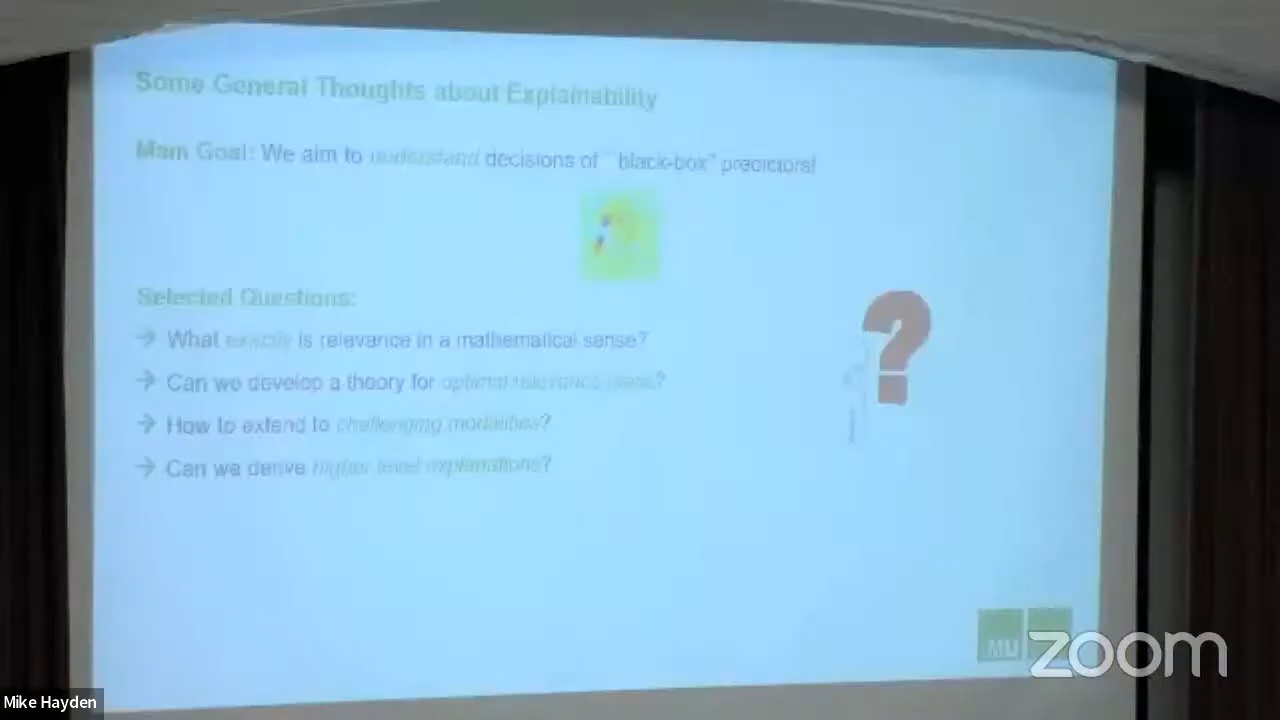 Some General Thoughts about Explainability
Main Goal: We aim to understand decisions of ``black-box" predictors!
Selected Questions:
→ What exactly is relevance in a mathematical sense?
→ Can we develop a theory for optimal relevance maps?
→ How to extend to challenging modalities?
→ Can we derive higher level explanations?
MU
zoom
Mike Hayden